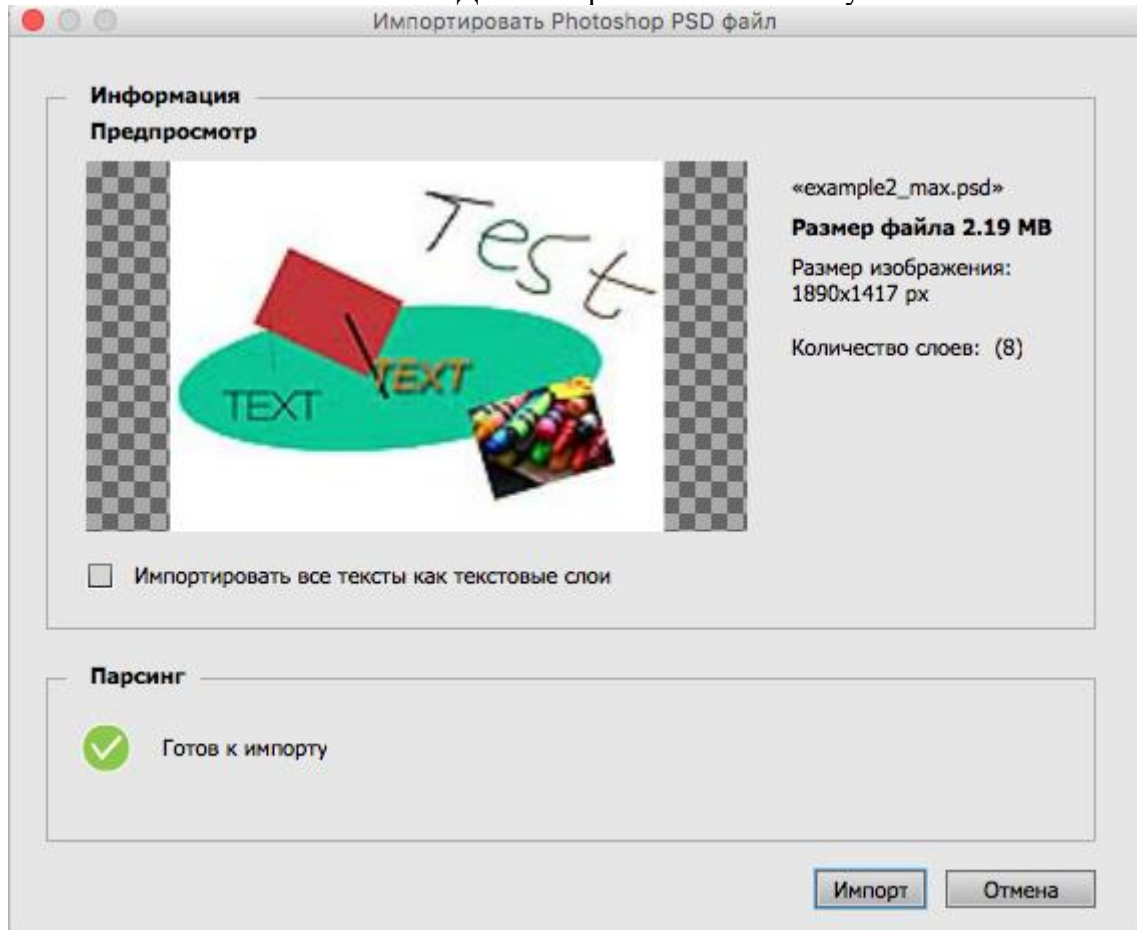 Импортировать Photoshop PSD файл
Информация
Предпросмотр
Test
TEXT
TEXT
«example2_max.psd»
Размер файла 2.19 MB
Размер изображения:
1890x1417 px
Количество слоев: (8)
Импортировать все тексты как текстовые слои
Парсинг
Готов к импорту
Импорт
Отмена